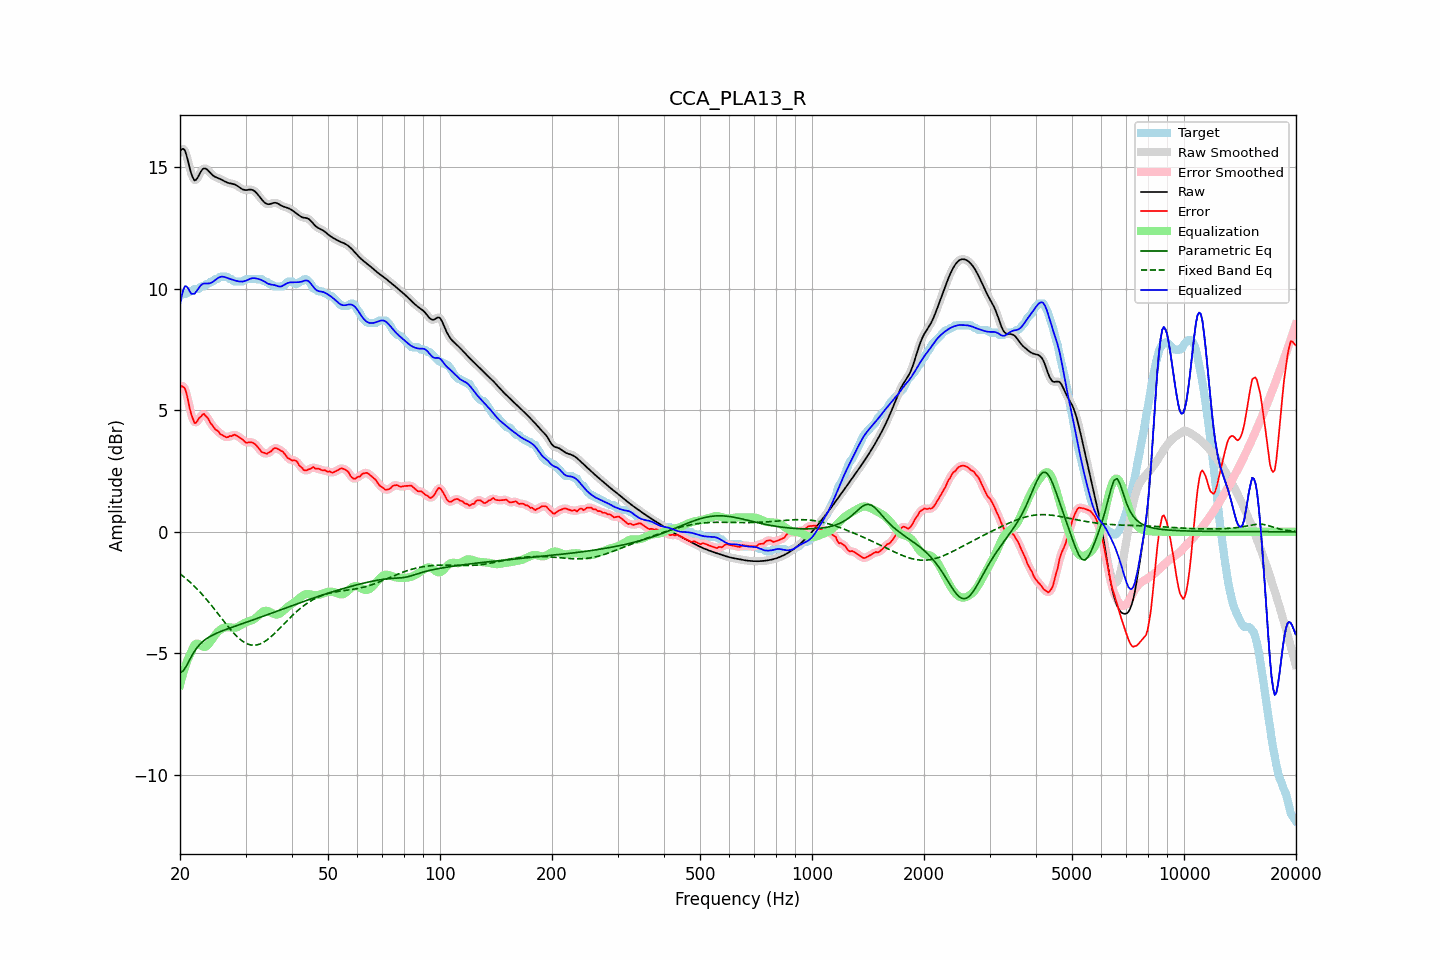 CCA_PLA13_R
Amplitude (dBr)
15
10
5
0
−5
−10
20
50
100
200
500
1000
2000
5000
10000
20000
Frequency (Hz)
Target
Raw Smoothed
Error Smoothed
Raw
Error
Equalization
Parametric Eq
Fixed Band Eq
Equalized